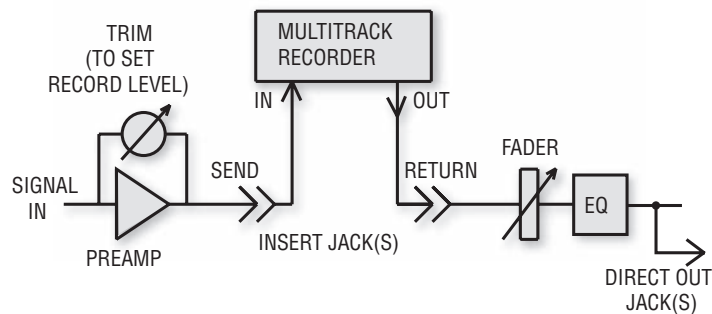 TRIM
(TO SET
RECORD LEVEL)
MULTITRACK
RECORDER
IN
OUT
SIGNAL
IN
PREAMP
SEND
INSERT JACK(S)
RETURN
FADER
EQ
DIRECT OUT
JACK(S)